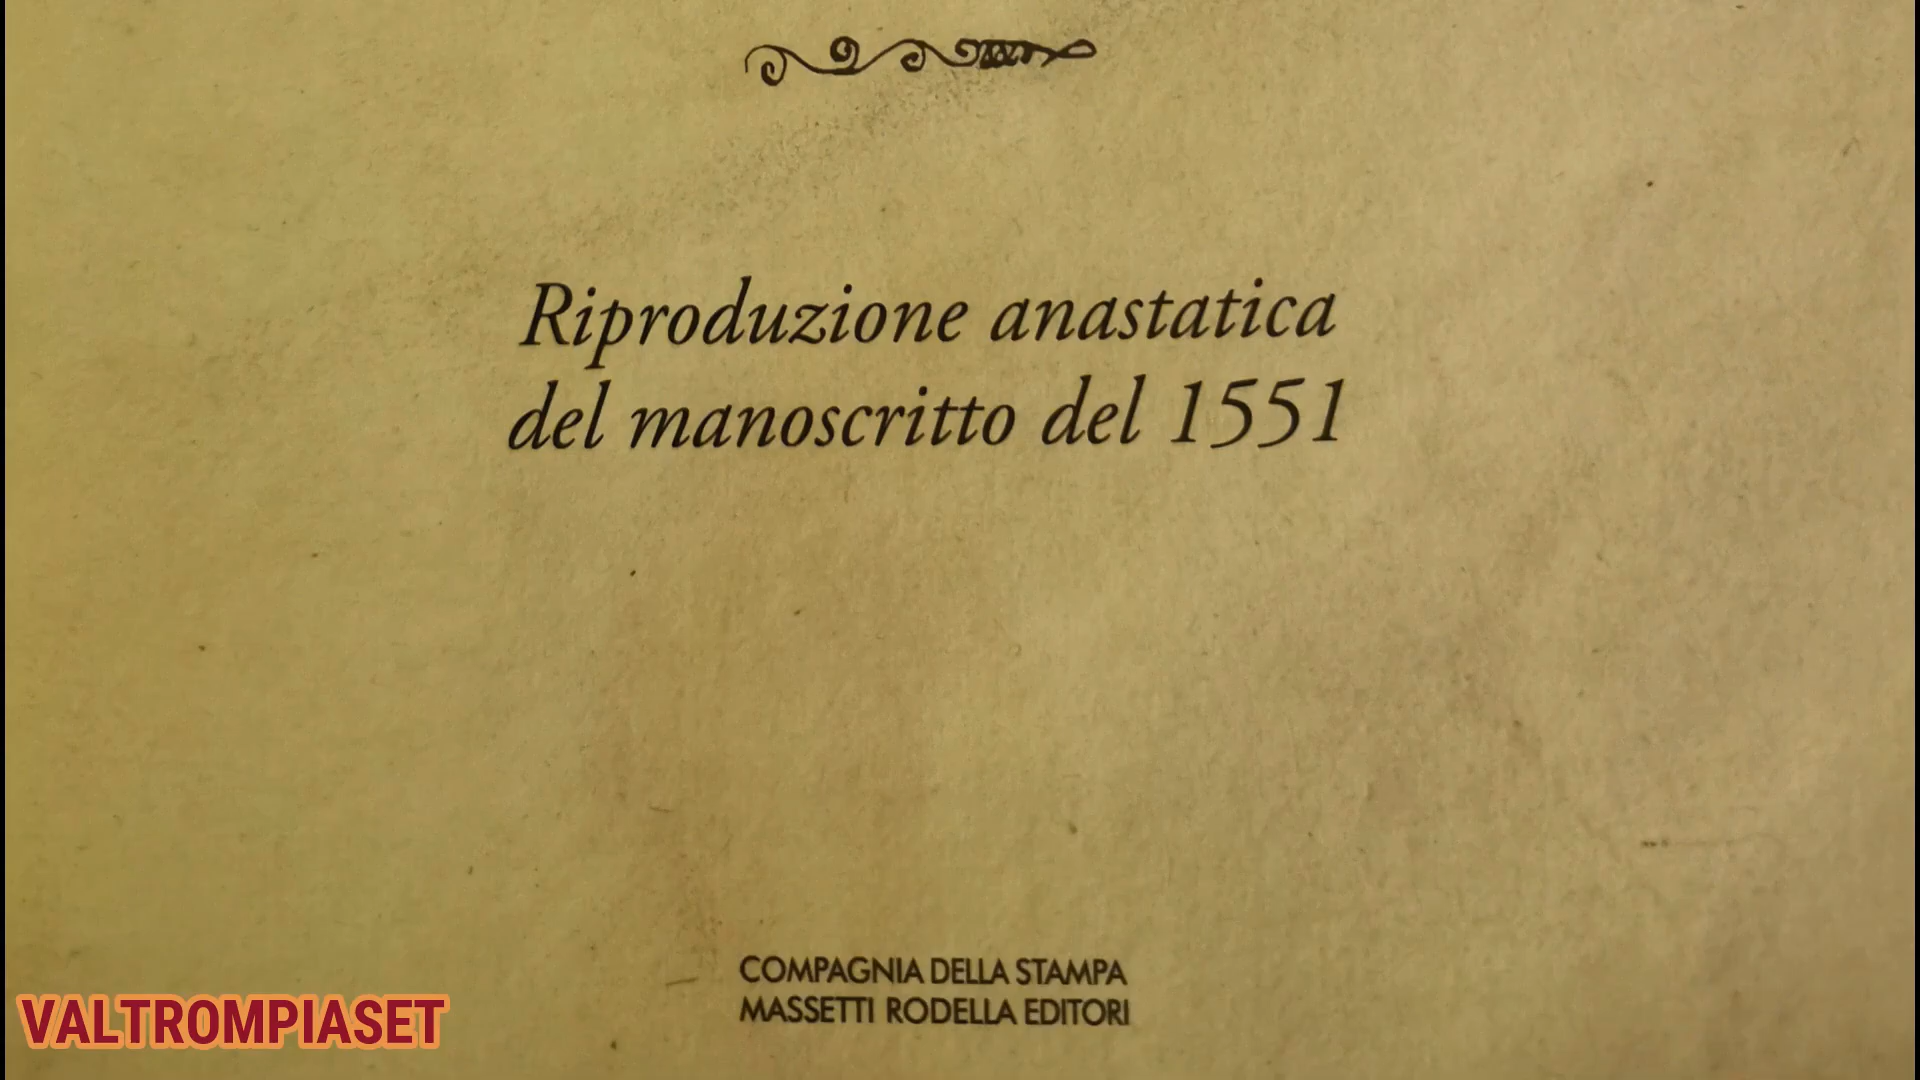 Riproduzione anastatica
del manoscritto del 1551
COMPAGNIA DELLA STAMPA
MASSETTI RODELLA EDITORI
VALTROMPIASET